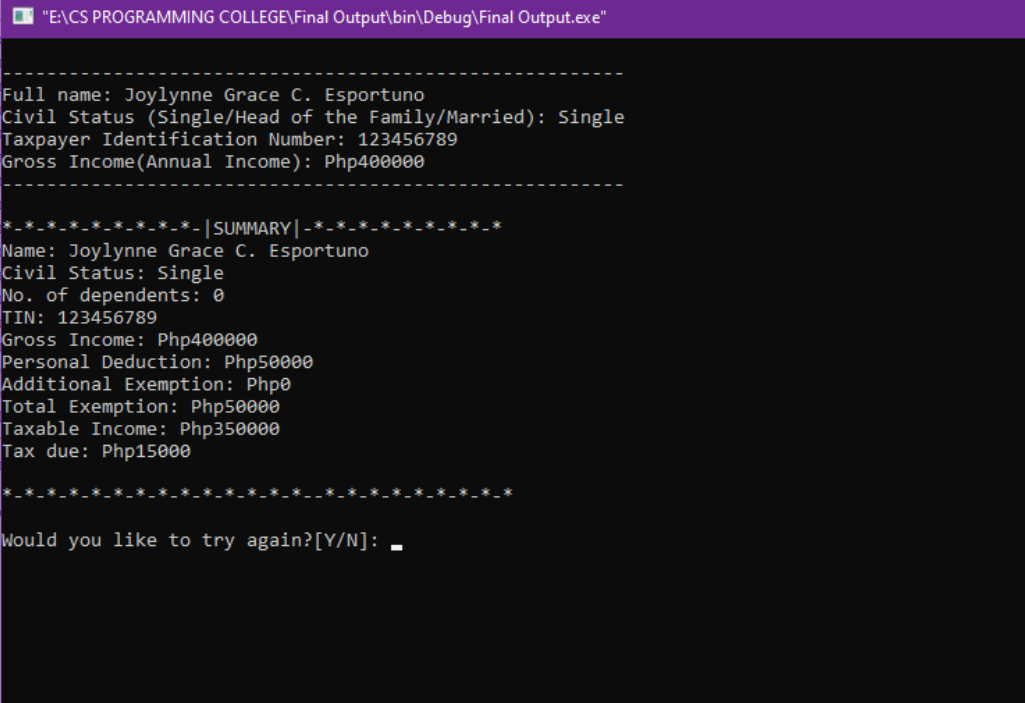 "E:\CS PROGRAMMING COLLEGE\Final Output\bin\Debug\Final Output.exe"
--------------------------------------------------------
Full name: Joylynne Grace C. Esportuno
Civil Status (Single/Head of the Family/Married): Single
Taxpayer Identification Number: 123456789
Gross Income(Annual Income): Php400000
--------------------------------------------------------
*-*-*-*-*-*-*-*-*-|SUMMARY|-*-*-*-*-*-*-*-*-*
Name: Joylynne Grace C. Esportuno
Civil Status: Single
No. of dependents: 0
TIN: 123456789
Gross Income: Php400000
Personal Deduction: Php50000
Additional Exemption: Php0
Total Exemption: Php50000
Taxable Income: Php350000
Tax due: Php15000
*-*-*-*-*-*-*-*-*-*-*-*-*-*--*-*-*-*-*-*-*-*-*
Would you like to try again?[Y/N]: